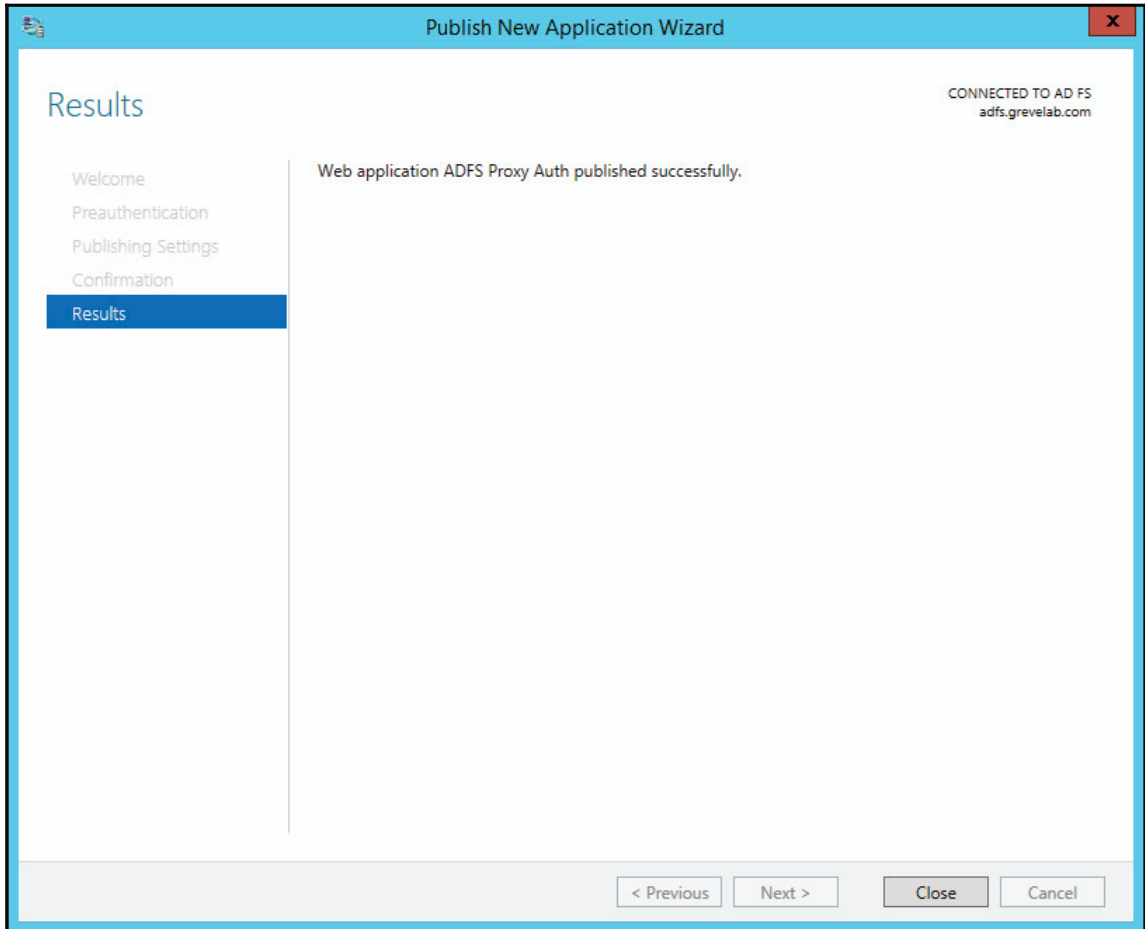 Publish New Application Wizard
x
Results
CONNECTED TO AD FS
adfs.grevelab.com
Welcome
Preauthentication
Publishing Settings
Confirmation
Results
Web application ADFS Proxy Auth published successfully.
< Previous
Next >
Close
Cancel